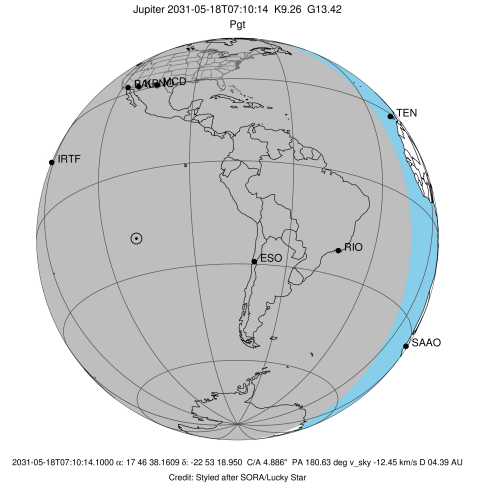 Jupiter 2031-05-18T07:10:14 K9.26 G13.42
Pgt
MCD
TEN
IRTF
RIO
ESO
SAAO
2031-05-18T07:10:14.1000 α: 17 46 38.1609 δ: -22 53 18.950 C/A 4.886" PA 180.63 deg v_sky -12.45 km/s D 04.39 AU
Credit: Styled after SORA/Lucky Star